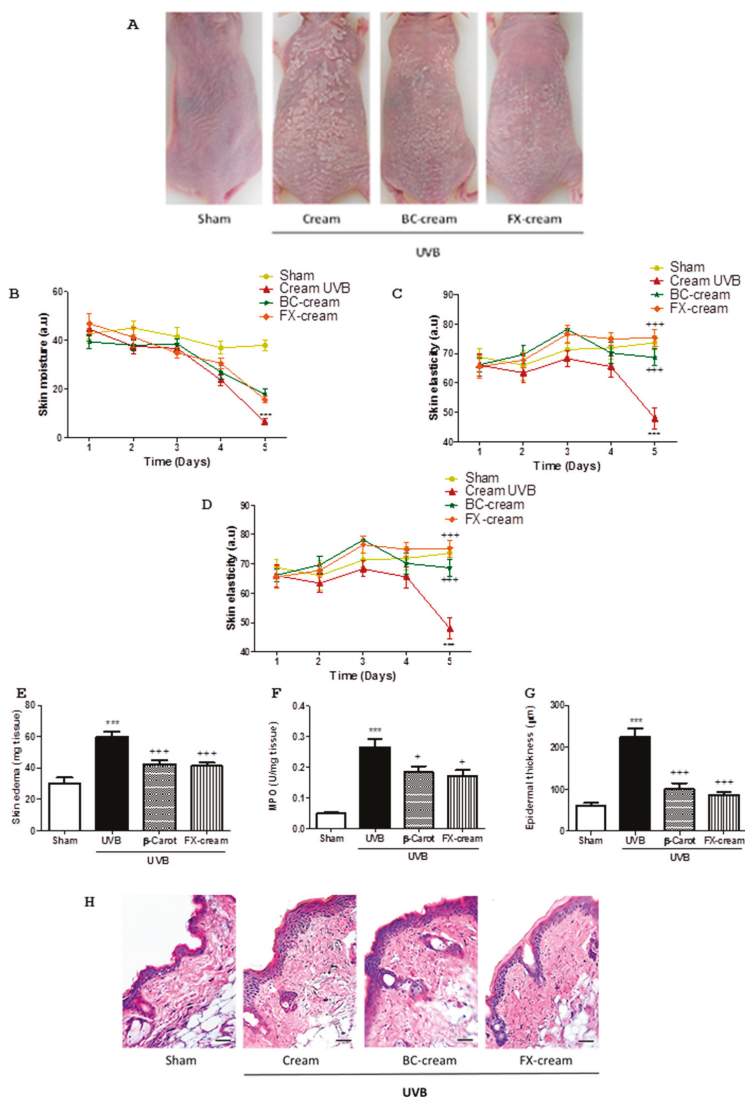 A
Sham
Cream
BC-cream
FX-cream
UVB
B
Sham
Cream UVB
BC-cream
FX-cream
Skin moisture (a.u)
60
40
20
0
1 2 3 4 5
---
Time (Days)
C
Sham
Cream UVB
BC-cream
FX-cream
Skin elasticity (a.u)
90
80
70
60
50
40
1 2 3 4 5
+++
+++
---
Time (Days)
D
Sham
Cream UVB
BC-cream
FX-cream
Skin elasticity (a.u)
90
80
70
60
50
40
1 2 3 4 5
+++
+++
---
Time (Days)
E
Skin edema (mg tissue)
80
60
40
20
0
***
+++
+++
Sham UVB β-Carot FX-cream
UVB
F
MPO (U/mg tissue)
0.4
0.3
0.2
0.1
0.0
***
+
+
Sham UVB β-Carot FX-cream
UVB
G
Epidermal thickness (μm)
300
200
100
0
***
+++
+++
Sham UVB β-Carot FX-cream
UVB
H
Sham
Cream
BC-cream
FX-cream
UVB